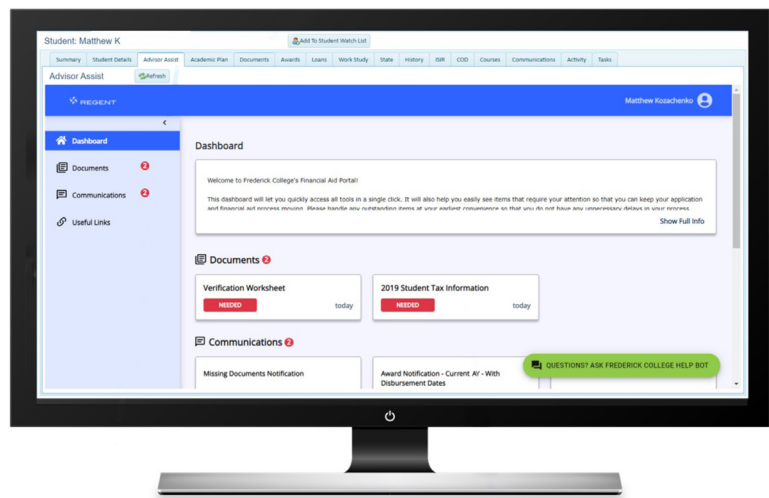 Student: Matthew K
Add To Student Watch List
Summary Student Details Advisor Assist Academic Plan Documents Awards Loans Work Study State History ISIR COD Courses Communications Activity Tasks
Advisor Assist Refresh
REGENT
Matthew Kozachenko
Dashboard
Documents 2
Communications 2
Useful Links
Dashboard
Welcome to Frederick College's Financial Aid Portal!
This dashboard will let you quickly access all tools in a single click. It will also help you easily see items that require your attention so that you can keep your application
and financial aid process moving. Please handle any outstanding items at your earliest convenience so that you do not have any unnecessary delays in your process.
Show Full Info
Documents 2
Verification Worksheet
NEEDED today
2019 Student Tax Information
NEEDED today
Communications 2
Missing Documents Notification
Award Notification - Current AY - With
Disbursement Dates
QUESTIONS? ASK FREDERICK COLLEGE HELP BOT